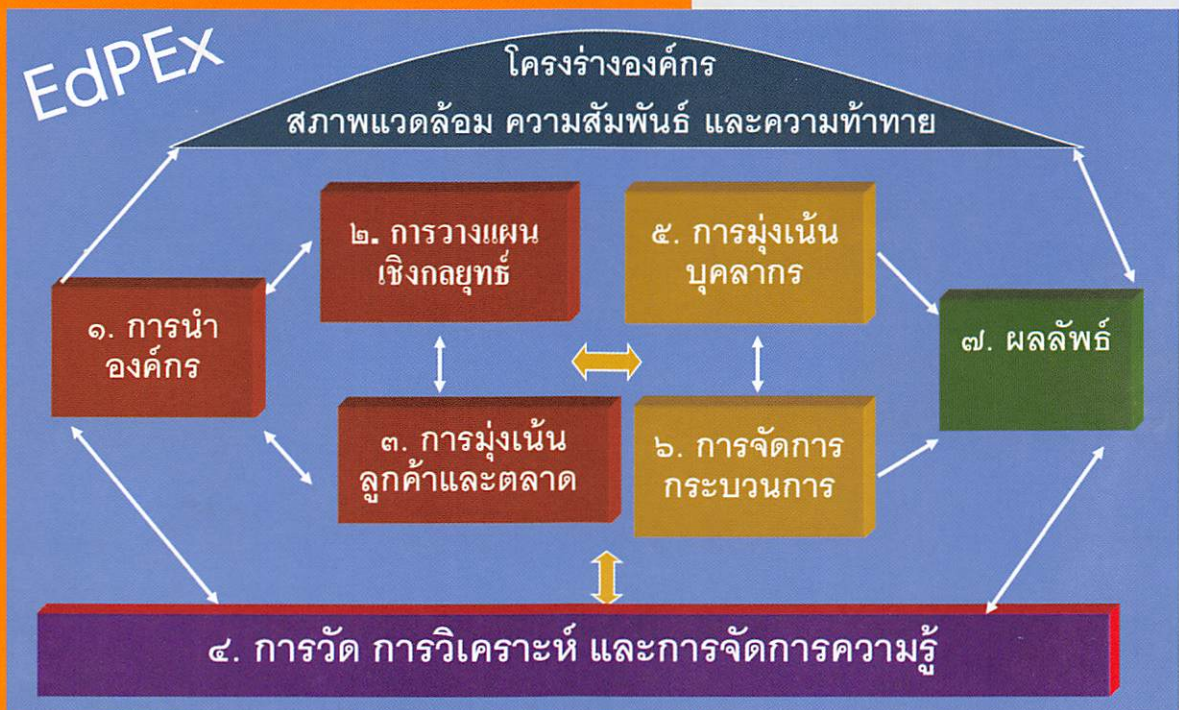 EdPEx
โครงร่างองค์กร
สภาพแวดล้อม ความสัมพันธ์ และความท้าทาย
๑. การนำ
องค์กร
๒. การวางแผน
เชิงกลยุทธ์
๓. การมุ่งเน้น
ลูกค้าและตลาด
๕. การมุ่งเน้น
บุคลากร
๖. การจัดการ
กระบวนการ
๗. ผลลัพธ์
๔. การวัด การวิเคราะห์ และการจัดการความรู้